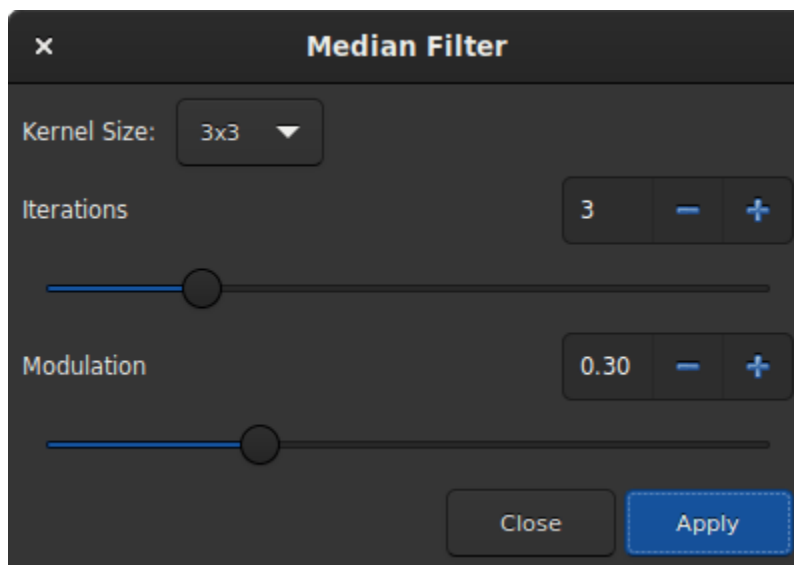 Median Filter
Kernel Size: 3x3
Iterations 3
Modulation 0.30
Close Apply